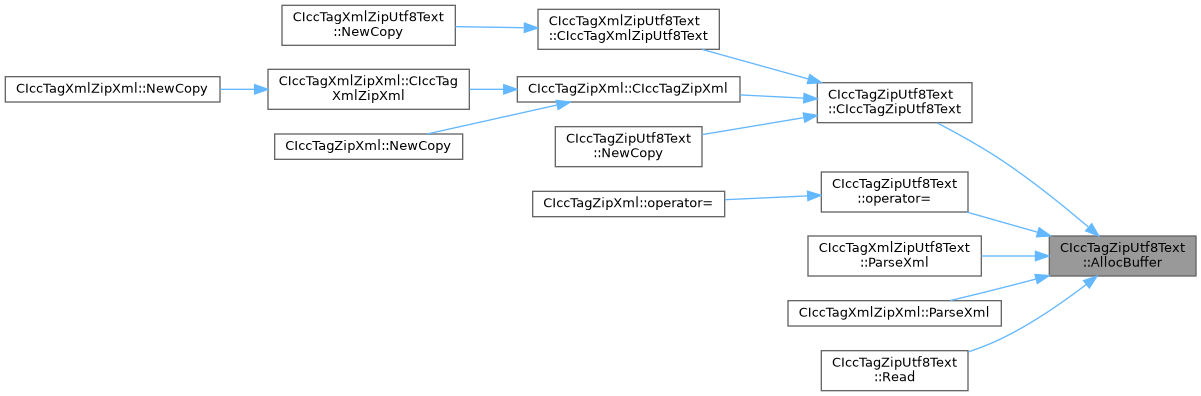 CIccTagXmlZipUtf8Text
::NewCopy
CIccTagXmlZipUtf8Text
::CIccTagXmlZipUtf8Text
CIccTagXmlZipXml::NewCopy
CIccTagXmlZipXml::CIccTag
XmlZipXml
CIccTagZipXml::CIccTagZipXml
CIccTagZipUtf8Text
::CIccTagZipUtf8Text
CIccTagZipXml::NewCopy
CIccTagZipUtf8Text
::NewCopy
CIccTagZipXml::operator=
CIccTagZipUtf8Text
::operator=
CIccTagXmlZipUtf8Text
::ParseXml
CIccTagZipUtf8Text
::AllocBuffer
CIccTagXmlZipXml::ParseXml
CIccTagZipUtf8Text
::Read